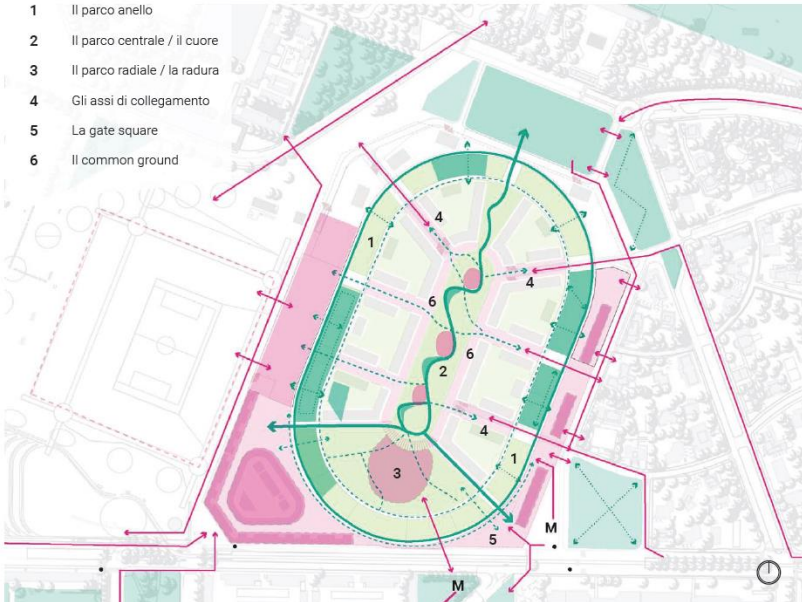 1 Il parco anello
2 Il parco centrale / il cuore
3 Il parco radiale / la radura
4 Gli assi di collegamento
5 La gate square
6 Il common ground
4
1
4
6
6
2
4
1
3
M
5
M